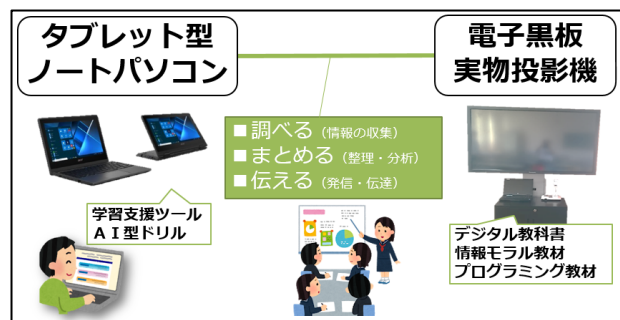 タブレット型
ノートパソコン
電子黒板
実物投影機
■調べる（情報の収集）
■まとめる（整理・分析）
■伝える（発信・伝達）
学習支援ツール
ＡＩ型ドリル
デジタル教科書
情報モラル教材
プログラミング教材